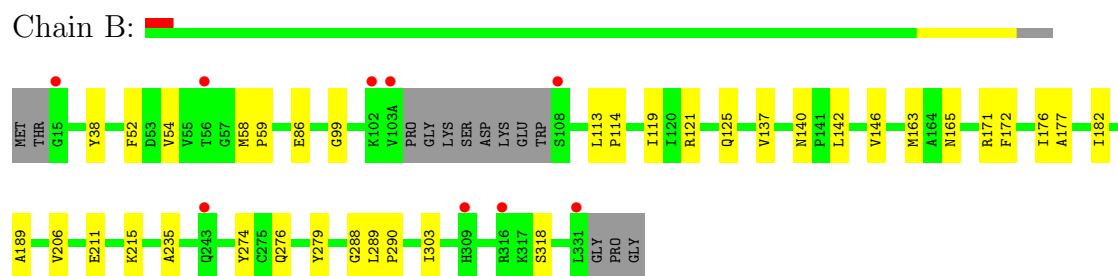 Chain B:
MET THR G15 Y38 F52 D53 V54 V55 T56 G57 M58 P59 E86 G99 K102 V103A PRO GLY LYS SER ASP LYS GLU TRP S108 L113 P114 I119 I120 R121 Q125 V137 N140 P141 L142 V146 M163 A164 N165 R171 F172 I176 A177 I182
A189 V206 E211 K215 A235 Q243 Y274 C275 Q276 Y279 G288 L289 P290 I303 H309 R316 K317 S318 L331 GLY PRO GLY